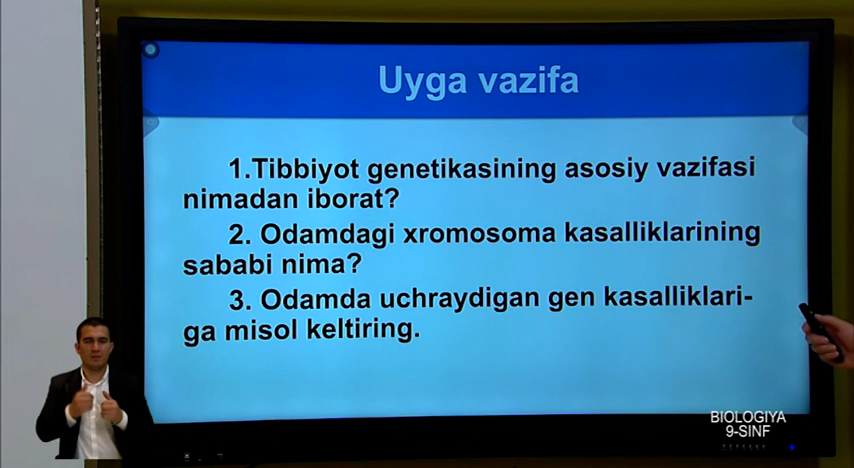 Uyga vazifa
1.Tibbiyot genetikasining asosiy vazifasi
nimadan iborat?
2. Odamdagi xromosoma kasalliklarining
sababi nima?
3. Odamda uchraydigan gen kasalliklari-
ga misol keltiring.
BIOLOGIYA
9-SINF